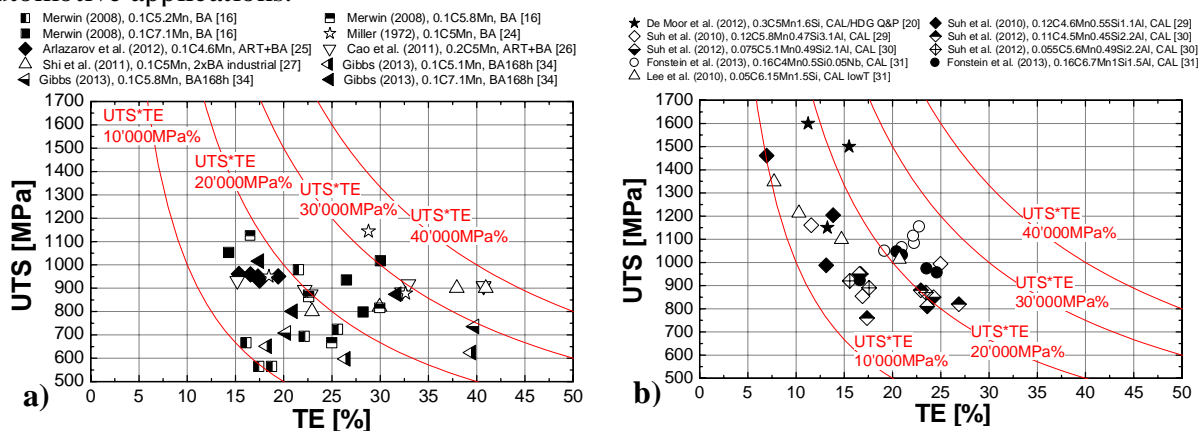 automotive applications.
Merwin (2008), 0.1C5.2Mn, BA [16]
Merwin (2008), 0.1C7.1Mn, BA [16]
Arlazarov et al. (2012), 0.1C4.6Mn, ART+BA [25]
Shi et al. (2011), 0.1C5Mn, 2xBA industrial [27]
Gibbs (2013), 0.1C5.8Mn, BA168h [34]
Merwin (2008), 0.1C5.8Mn, BA [16]
Miller (1972), 0.1C5Mn, BA [24]
Cao et al. (2011), 0.2C5Mn, ART+BA [26]
Gibbs (2013), 0.1C5.1Mn, BA168h [34]
Gibbs (2013), 0.1C7.1Mn, BA168h [34]
1700
1600
1500
1400
1300
1200
1100
1000
900
800
700
600
500
UTS [MPa]
UTS*TE
10'000MPa%
UTS*TE
20'000MPa%
UTS*TE
30'000MPa%
UTS*TE
40'000MPa%
0 5 10 15 20 25 30 35 40 45 50
TE [%]
a)
De Moor et al. (2012), 0.3C5Mn1.6Si, CAL/HDG Q&P [20]
Suh et al. (2010), 0.12C5.8Mn0.47Si3.1Al, CAL [29]
Suh et al. (2012), 0.075C5.1Mn0.49Si2.1Al, CAL [30]
Fonstein et al. (2013), 0.16C4Mn0.5Si0.05Nb, CAL [31]
Lee et al. (2010), 0.05C6.15Mn1.5Si, CAL lowT [31]
Suh et al. (2010), 0.12C4.6Mn0.55Si1.1Al, CAL [29]
Suh et al. (2012), 0.11C4.5Mn0.45Si2.2Al, CAL [30]
Suh et al. (2012), 0.055C5.6Mn0.49Si2.2Al, CAL [30]
Fonstein et al. (2013), 0.16C6.7Mn1Si1.5Al, CAL [31]
1700
1600
1500
1400
1300
1200
1100
1000
900
800
700
600
500
UTS [MPa]
UTS*TE
40'000MPa%
UTS*TE
30'000MPa%
UTS*TE
20'000MPa%
UTS*TE
10'000MPa%
0 5 10 15 20 25 30 35 40 45 50
TE [%]
b)